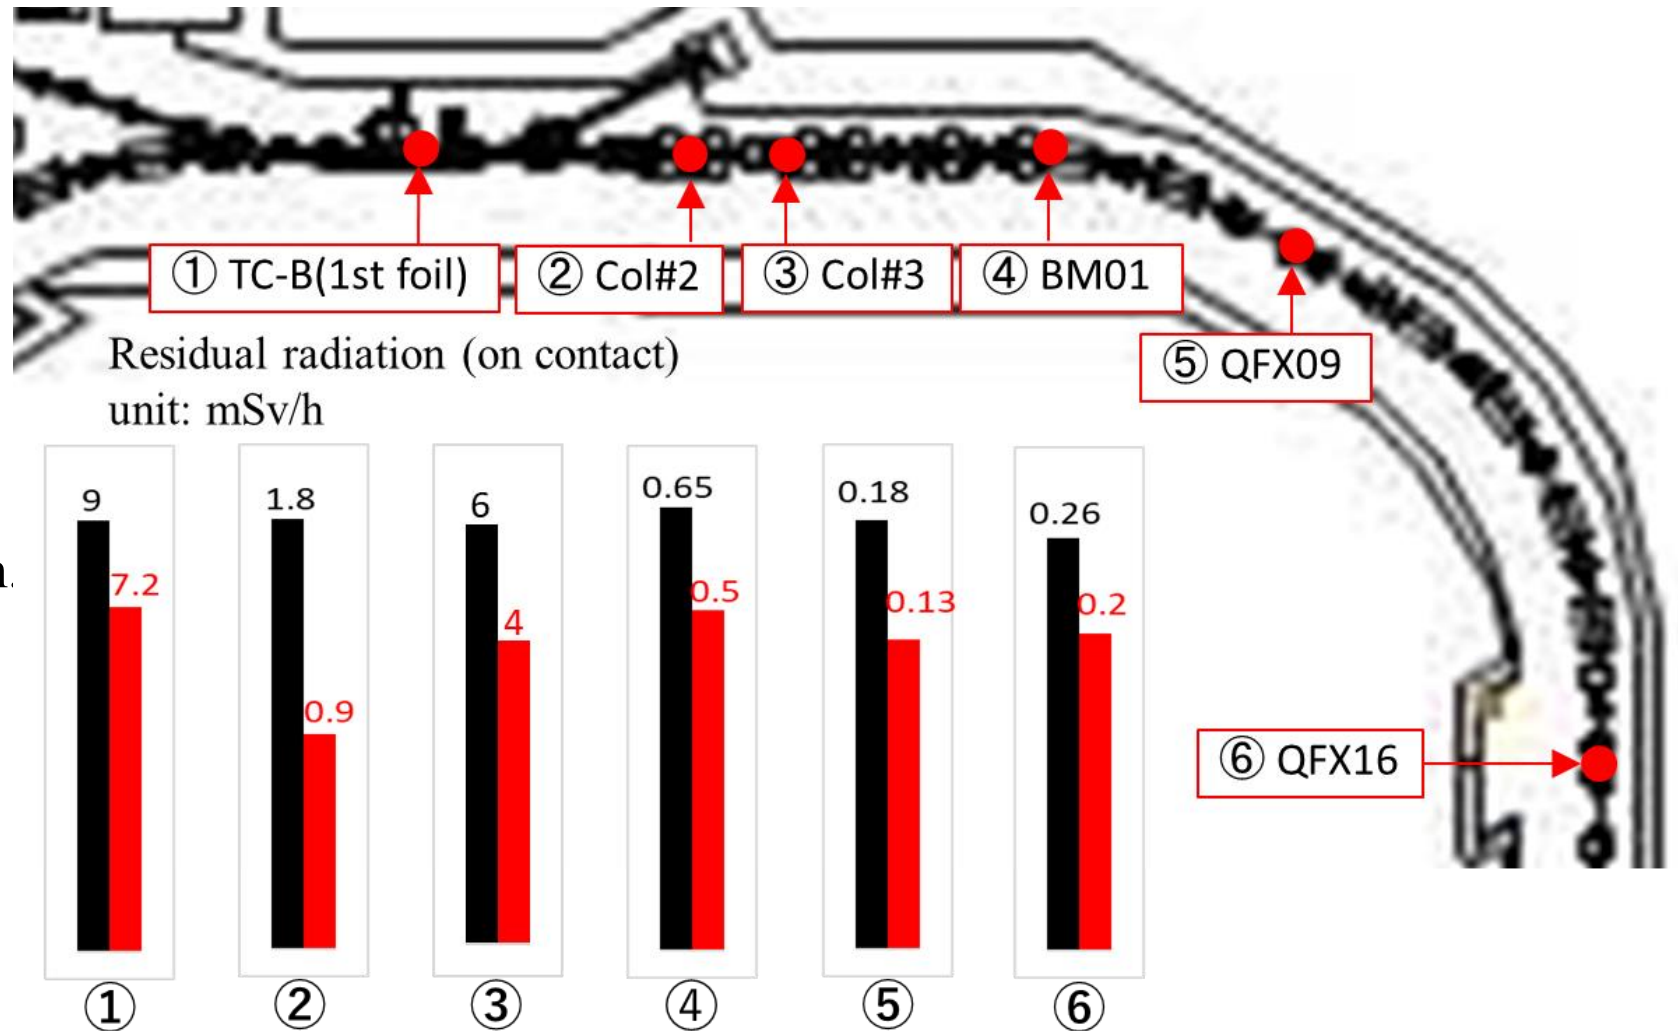 ① TC-B(1st foil)
② Col#2
③ Col#3
④ BM01
⑤ QFX09
Residual radiation (on contact)
unit: mSv/h
9
7.2
1.8
0.9
6
4
0.65
0.5
0.18
0.13
0.26
0.2
⑥ QFX16
①
②
③
④
⑤
⑥